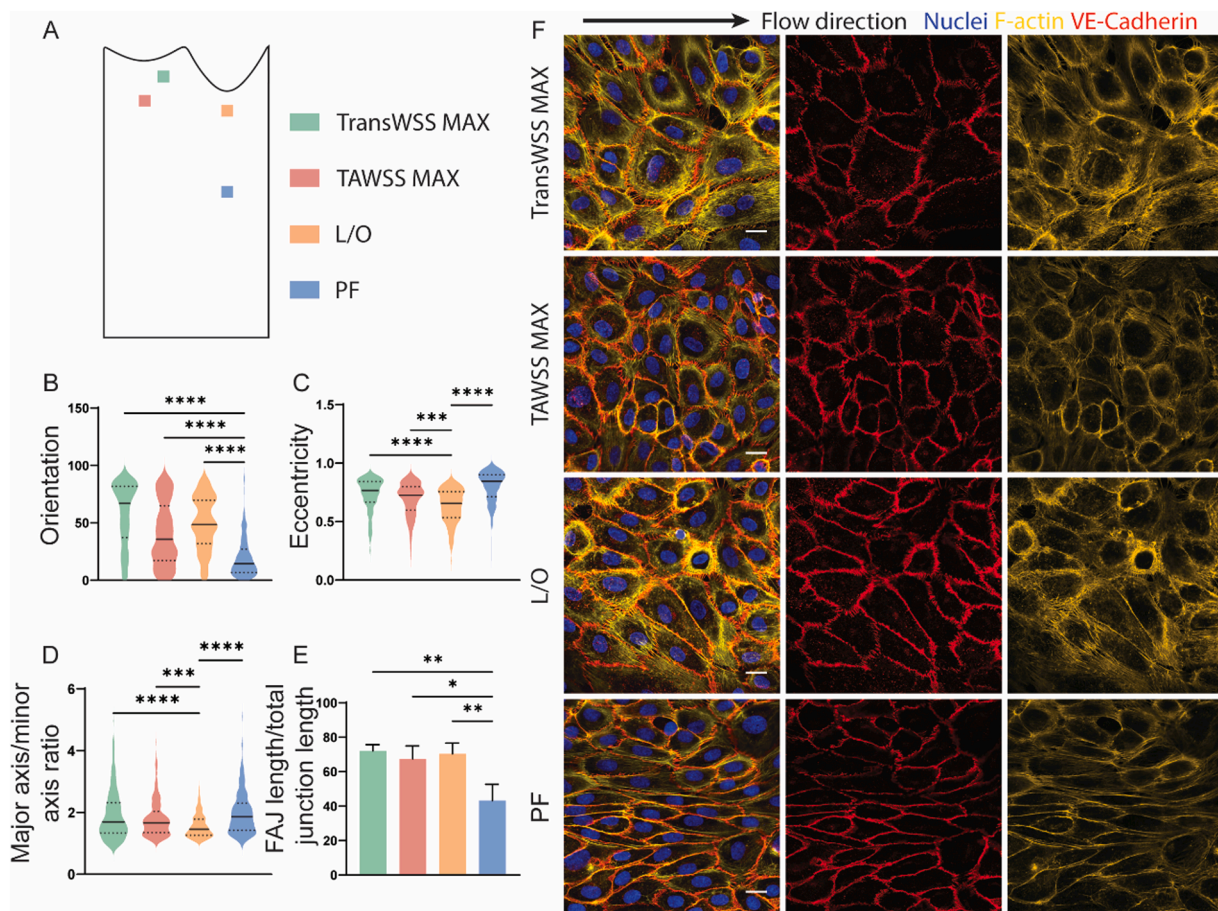 A
TransWSS MAX
TAWSS MAX
L/O
PF
B
Orientation
150
100
50
0
****
****
****
C
Eccentricity
1.5
1.0
0.5
0.0
****
***
****
D
Major axis/minor
axis ratio
6
4
2
0
****
***
****
E
FAJ length/total
junction length
100
80
60
40
20
0
**
*
**
F
Flow direction Nuclei F-actin VE-Cadherin
TransWSS MAX
TAWSS MAX
L/O
PF